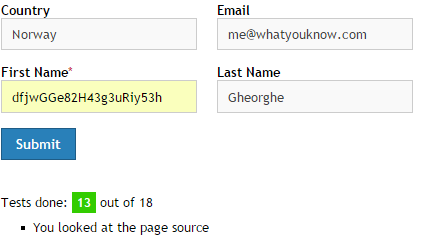 Country Email
Norway me@whatyouknow.com
First Name* Last Name
dfjwGGe82H43g3uRiy53h Gheorghe
Submit
Tests done: 13 out of 18
You looked at the page source